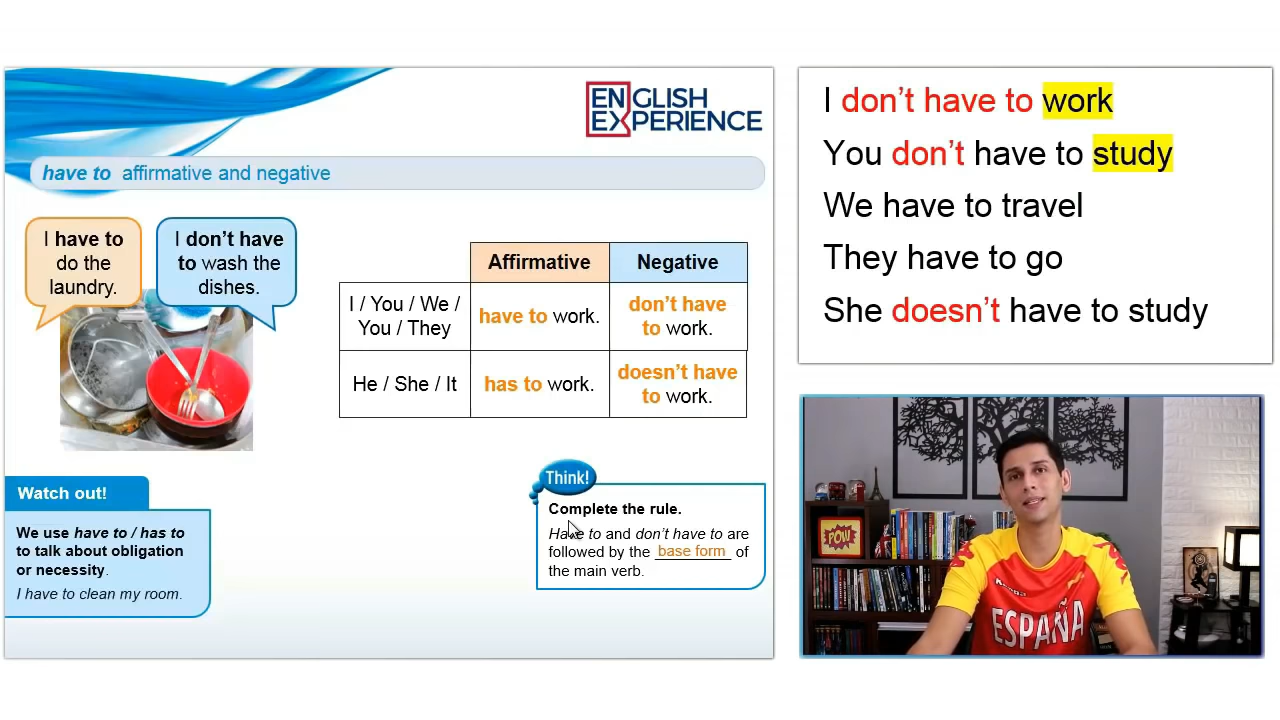 ENGLISH
EXPERIENCE
have to affirmative and negative
I have to
do the
laundry.
I don't have
to wash the
dishes.
Affirmative
Negative
I / You / We /
You / They
have to work.
don't have
to work.
He / She / It
has to work.
doesn't have
to work.
Watch out!
We use have to / has to
to talk about obligation
or necessity.
I have to clean my room.
Think!
Complete the rule.
Have to and don't have to are
followed by the base form of
the main verb.
I don't have to work
You don't have to study
We have to travel
They have to go
She doesn't have to study
POW
ESPAÑA